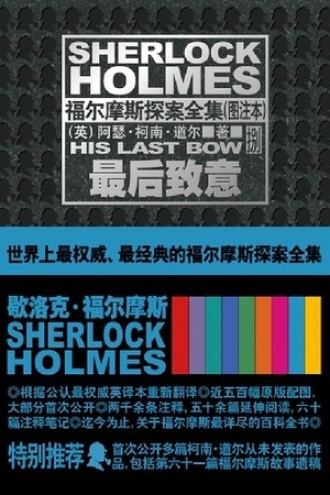 SHERLOCK
HOLMES
福尔摩斯探案全集(图注本)
(英)阿瑟·柯南·道尔■著
HIS LAST BOW
最后致意
世界上最权威、最经典的福尔摩斯探案全集
歇洛克·福尔摩斯
SHERLOCK
HOLMES
◎根据公认最权威英译本重新翻译◎近五百幅原版配图，
大部分首次公开◎两千余条注释，五十余篇延伸阅读，六十
篇注释笔记◎迄今为止，关于福尔摩斯最详尽的百科全书◎
特别推荐
首次公开多篇柯南·道尔从未发表的作
品，包括第六十一篇福尔摩斯故事遗稿